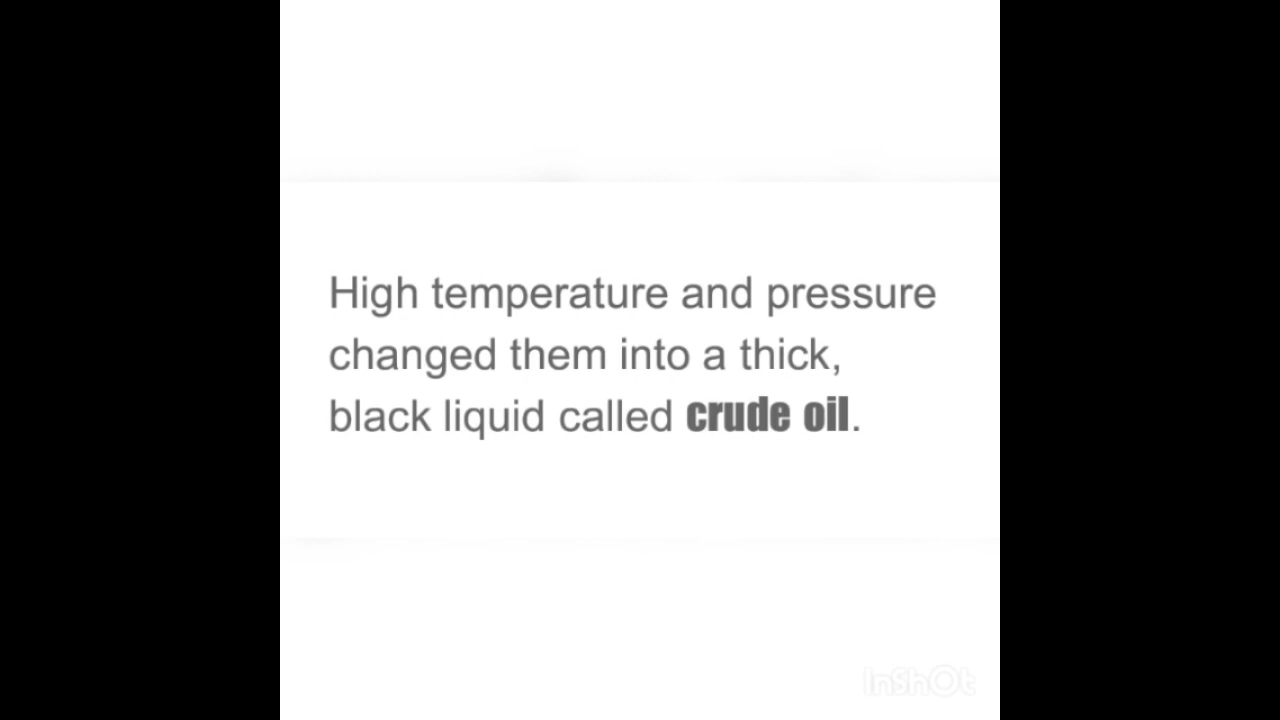 High temperature and pressure
changed them into a thick,
black liquid called crude oil.
InShOt